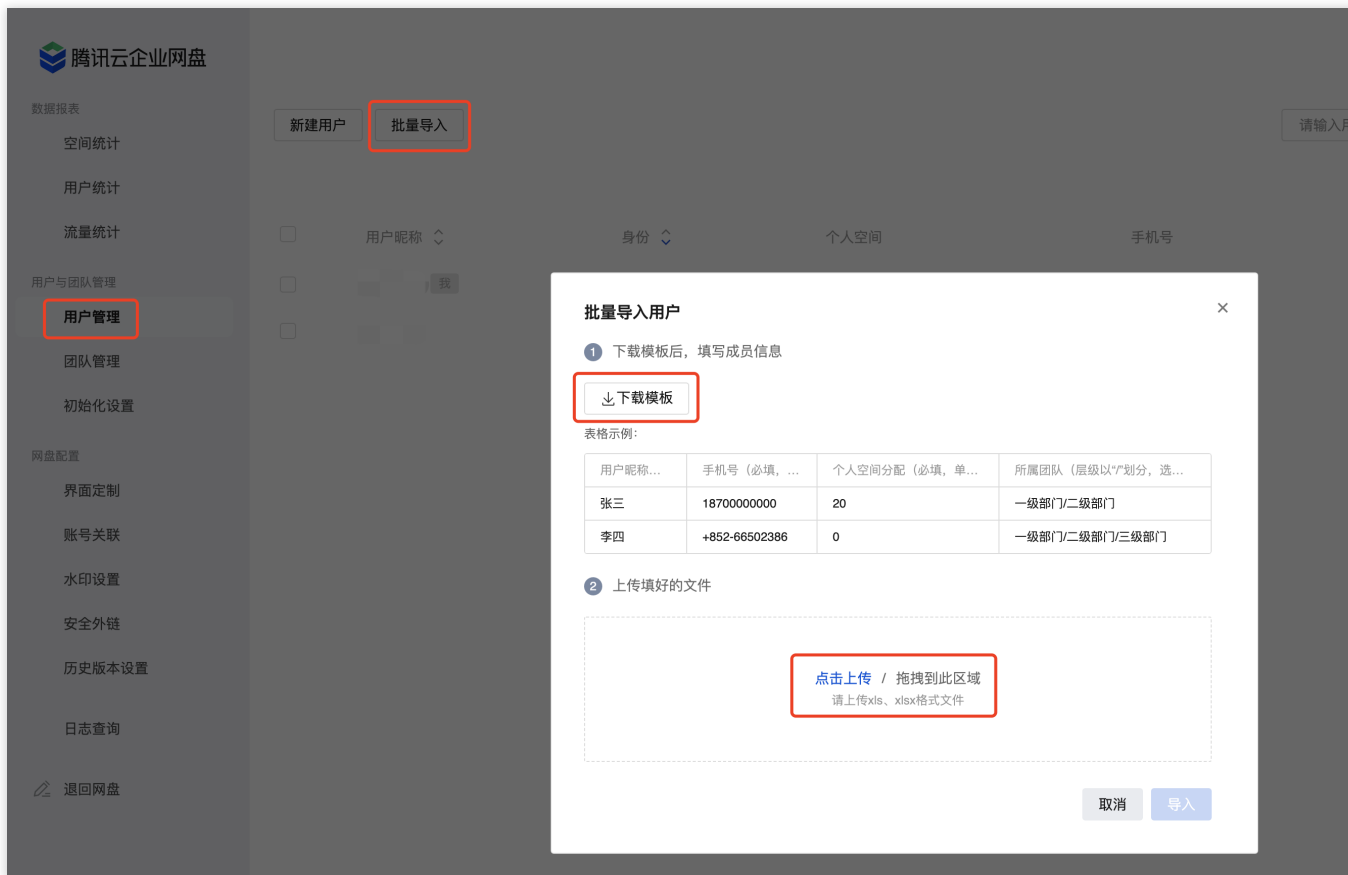 腾讯云企业网盘
数据报表
空间统计
用户统计
流量统计
用户与团队管理
用户管理
团队管理
初始化设置
网盘配置
界面定制
账号关联
水印设置
安全外链
历史版本设置
日志查询
退回网盘
新建用户 批量导入 请输入用
用户昵称 身份 个人空间 手机号
我
批量导入用户
1 下载模板后，填写成员信息
下载模板
表格示例：
用户昵称... 手机号（必填，... 个人空间分配（必填，单... 所属团队（层级以“/”划分，选...
张三 18700000000 20 一级部门/二级部门
李四 +852-66502386 0 一级部门/二级部门/三级部门
2 上传填好的文件
点击上传 / 拖拽到此区域
请上传xls、xlsx格式文件
取消 导入